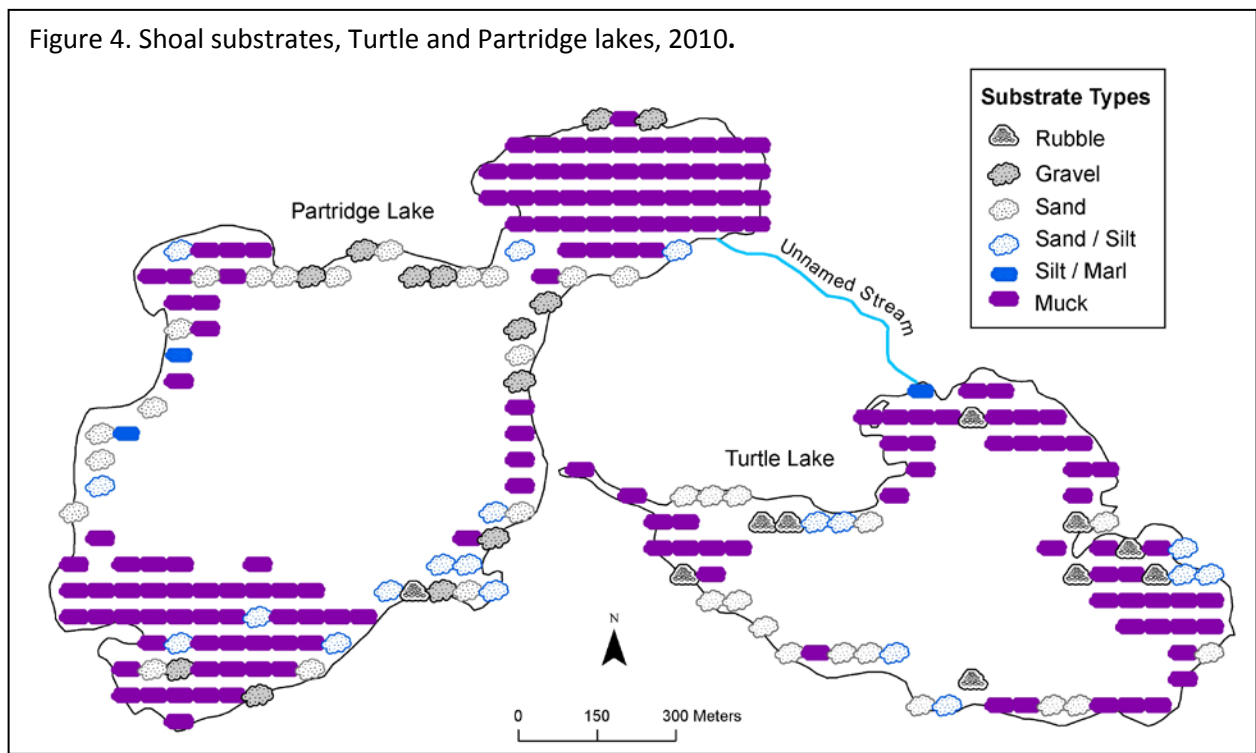 Figure 4. Shoal substrates, Turtle and Partridge lakes, 2010.
Substrate Types
Rubble
Gravel
Sand
Sand / Silt
Silt / Marl
Muck
Partridge Lake
Unnamed Stream
Turtle Lake
N
0 150 300 Meters